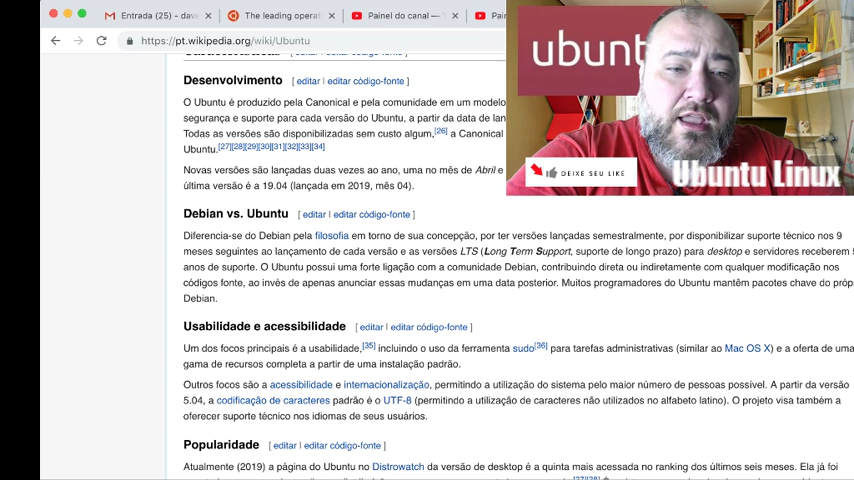 Entrada (25) - dav
The leading operat
Painel do canal — Y
Pain
https://pt.wikipedia.org/wiki/Ubuntu
Desenvolvimento [ editar | editar código-fonte ]
O Ubuntu é produzido pela Canonical e pela comunidade em um modelo
segurança e suporte para cada versão do Ubuntu, a partir da data de lan
Todas as versões são disponibilizadas sem custo algum,[26] a Canonical
Ubuntu.[27][28][29][30][31][32][33][34]
Novas versões são lançadas duas vezes ao ano, uma no mês de Abril e
última versão é a 19.04 (lançada em 2019, mês 04).
Debian vs. Ubuntu [ editar | editar código-fonte ]
Diferencia-se do Debian pela filosofia em torno de sua concepção, por ter versões lançadas semestralmente, por disponibilizar suporte técnico nos 9
meses seguintes ao lançamento de cada versão e as versões LTS (Long Term Support, suporte de longo prazo) para desktop e servidores receberem
anos de suporte. O Ubuntu possui uma forte ligação com a comunidade Debian, contribuindo direta ou indiretamente com qualquer modificação nos
códigos fonte, ao invés de apenas anunciar essas mudanças em uma data posterior. Muitos programadores do Ubuntu mantêm pacotes chave do próp
Debian.
Usabilidade e acessibilidade [ editar | editar código-fonte ]
Um dos focos principais é a usabilidade,[35] incluindo o uso da ferramenta sudo[36] para tarefas administrativas (similar ao Mac OS X) e a oferta de uma
gama de recursos completa a partir de uma instalação padrão.
Outros focos são a acessibilidade e internacionalização, permitindo a utilização do sistema pelo maior número de pessoas possível. A partir da versão
5.04, a codificação de caracteres padrão é o UTF-8 (permitindo a utilização de caracteres não utilizados no alfabeto latino). O projeto visa também a
oferecer suporte técnico nos idiomas de seus usuários.
Popularidade [ editar | editar código-fonte ]
Atualmente (2019) a página do Ubuntu no Distrowatch da versão de desktop é a quinta mais acessada no ranking dos últimos seis meses. Ela já foi
ubunt
DEIXE SEU LIKE
Ubuntu Linux